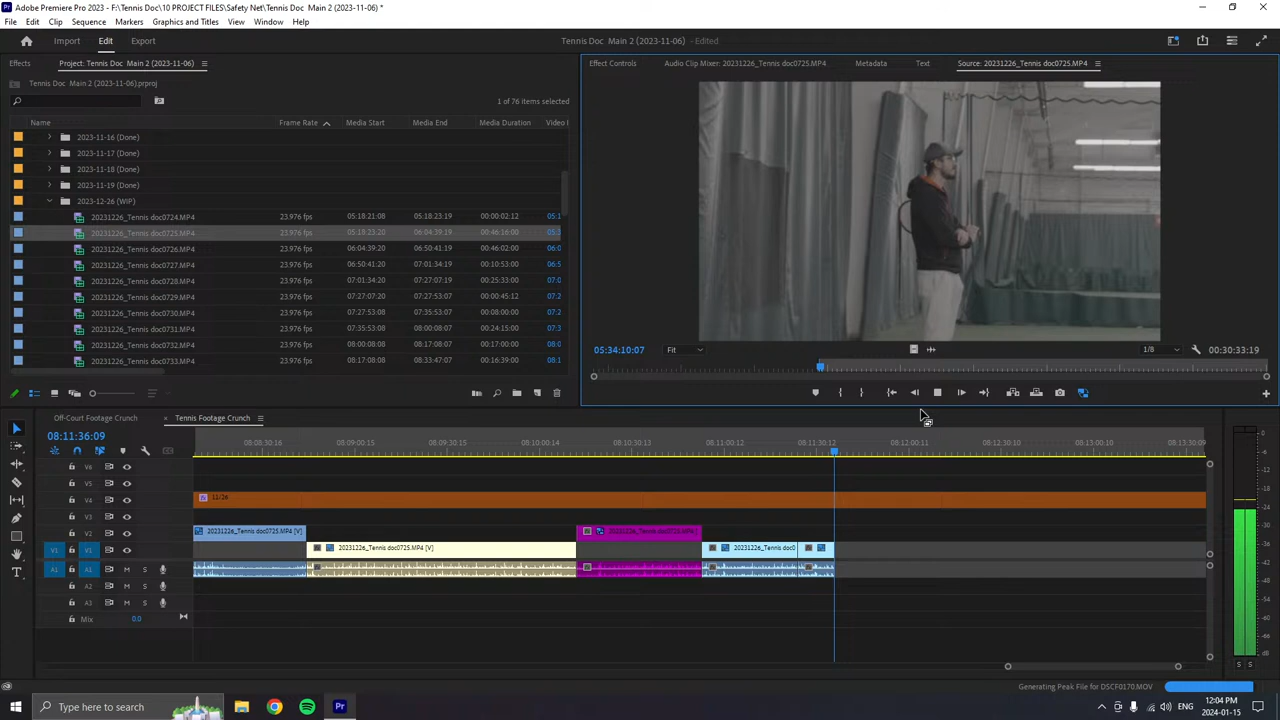 Adobe Premiere Pro 2023 - F:\Tennis Doc\10 PROJECT FILES\Safety Net\Tennis Doc Main 2 (2023-11-06) *
File Edit Clip Sequence Markers Graphics and Titles View Window Help
Import Edit Export Tennis Doc Main 2 (2023-11-06) - Edited
Effects Project: Tennis Doc Main 2 (2023-11-06) Effect Controls Audio Clip Mixer: 20231226_Tennis doc0725.MP4 Metadata Text Source: 20231226_Tennis doc0725.MP4
Tennis Doc Main 2 (2023-11-06).prproj
1 of 76 items selected
Name Frame Rate Media Start Media End Media Duration Video I
2023-11-16 (Done)
2023-11-17 (Done)
2023-11-18 (Done)
2023-11-19 (Done)
2023-12-26 (WIP)
20231226_Tennis doc0724.MP4 23.976 fps 05:18:21:08 05:18:23:19 00:00:02:12 05:1
20231226_Tennis doc0725.MP4 23.976 fps 05:18:23:20 06:04:39:19 00:46:16:00 05:3
20231226_Tennis doc0726.MP4 23.976 fps 06:04:39:20 06:50:41:19 00:46:02:00 06:0
20231226_Tennis doc0727.MP4 23.976 fps 06:50:41:20 07:01:34:19 00:10:53:00 06:5
20231226_Tennis doc0728.MP4 23.976 fps 07:01:34:20 07:27:07:19 00:25:33:00 07:0
20231226_Tennis doc0729.MP4 23.976 fps 07:27:07:20 07:27:53:07 00:00:45:12 07:2
20231226_Tennis doc0730.MP4 23.976 fps 07:27:53:08 07:35:53:07 00:08:00:00 07:2
20231226_Tennis doc0731.MP4 23.976 fps 07:35:53:08 08:00:08:07 00:24:15:00 07:3
20231226_Tennis doc0732.MP4 23.976 fps 08:00:08:08 08:17:08:07 00:17:00:00 08:0
20231226_Tennis doc0733.MP4 23.976 fps 08:17:08:08 08:33:47:07 00:16:39:00 08:1
05:34:10:07 Fit 1/8 00:30:33:19
Off-Court Footage Crunch × Tennis Footage Crunch
08:11:36:09
08:08:30:16 08:09:00:15 08:09:30:15 08:10:00:14 08:10:30:13 08:11:00:12 08:11:30:12 08:12:00:11 08:12:30:10 08:13:00:10 08:13:30:09
V6
V5
V4 11/26
V3
V2 20231226_Tennis doc0725.MP4 [V]
V1 V1 20231226_Tennis doc0725.MP4 [V] 20231226_Tennis doc0
A1 A1 M S
A2 M S
A3 M S
Mix 0.0
0
-6
-12
-18
-24
-30
-36
-42
-48
-54
dB
S S
Generating Peak File for DSCF0170.MOV
Type here to search
Pr
ENG 12:04 PM
2024-01-15